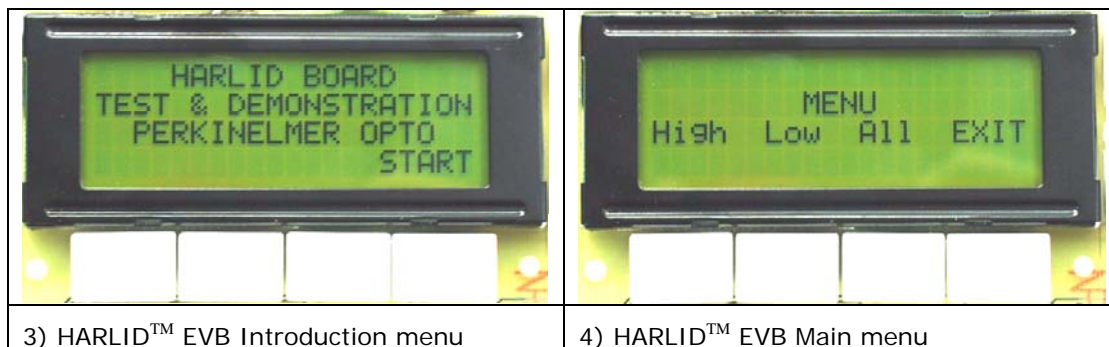 HARLID BOARD
TEST & DEMONSTRATION
PERKINELMER OPTO
START
MENU
High Low All EXIT
3) HARLID™ EVB Introduction menu
4) HARLID™ EVB Main menu